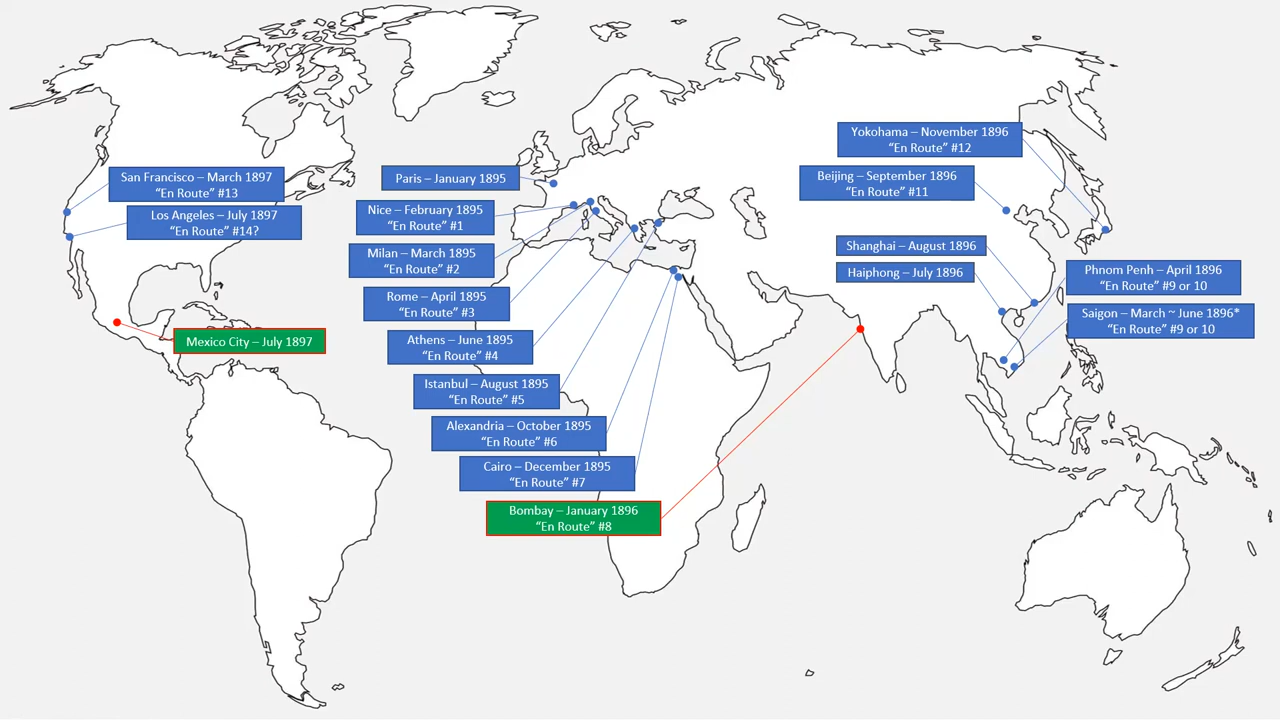 San Francisco – March 1897
“En Route” #13
Los Angeles – July 1897
“En Route” #14?
Mexico City – July 1897
Paris – January 1895
Nice – February 1895
“En Route” #1
Milan – March 1895
“En Route” #2
Rome – April 1895
“En Route” #3
Athens – June 1895
“En Route” #4
Istanbul – August 1895
“En Route” #5
Alexandria – October 1895
“En Route” #6
Cairo – December 1895
“En Route” #7
Bombay – January 1896
“En Route” #8
Yokohama – November 1896
“En Route” #12
Beijing – September 1896
“En Route” #11
Shanghai – August 1896
Haiphong – July 1896
Phnom Penh – April 1896
“En Route” #9 or 10
Saigon – March ~ June 1896*
“En Route” #9 or 10